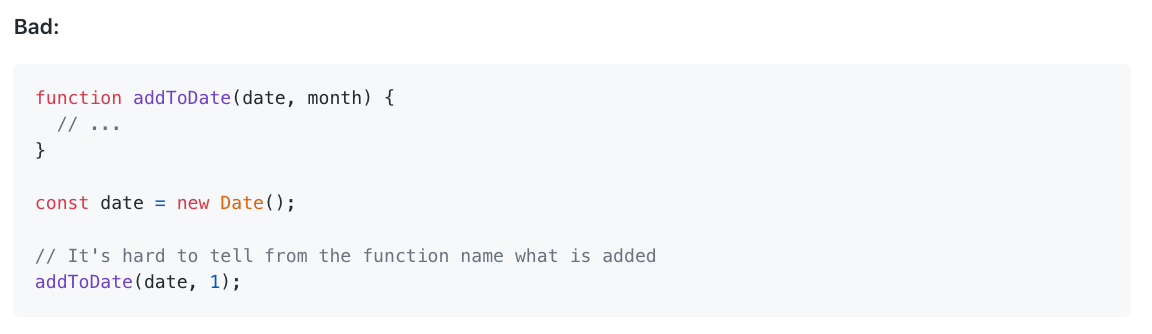 Bad:
function addToDate(date, month) {
  // ...
}
const date = new Date();
// It's hard to tell from the function name what is added
addToDate(date, 1);